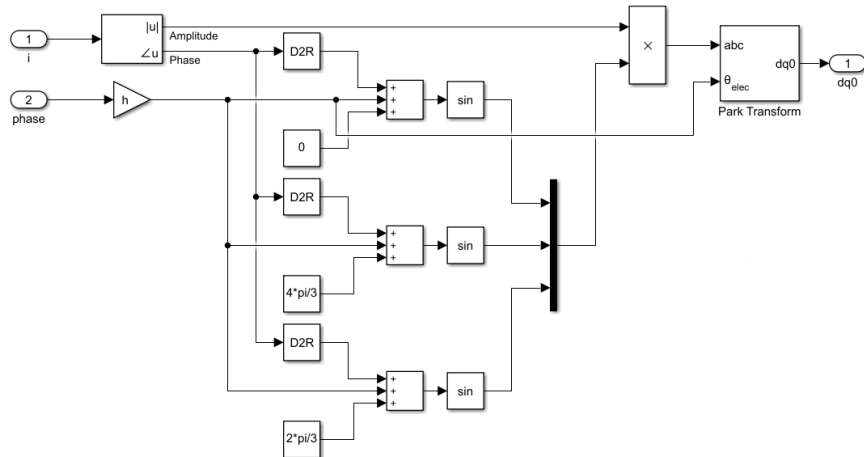 1
i
|u|
Amplitude
∠u
Phase
2
phase
h
D2R
+
+
+
sin
0
D2R
+
+
+
sin
4*pi/3
D2R
+
+
+
sin
2*pi/3
×
abc
θ
elec
dq0
Park Transform
1
dq0